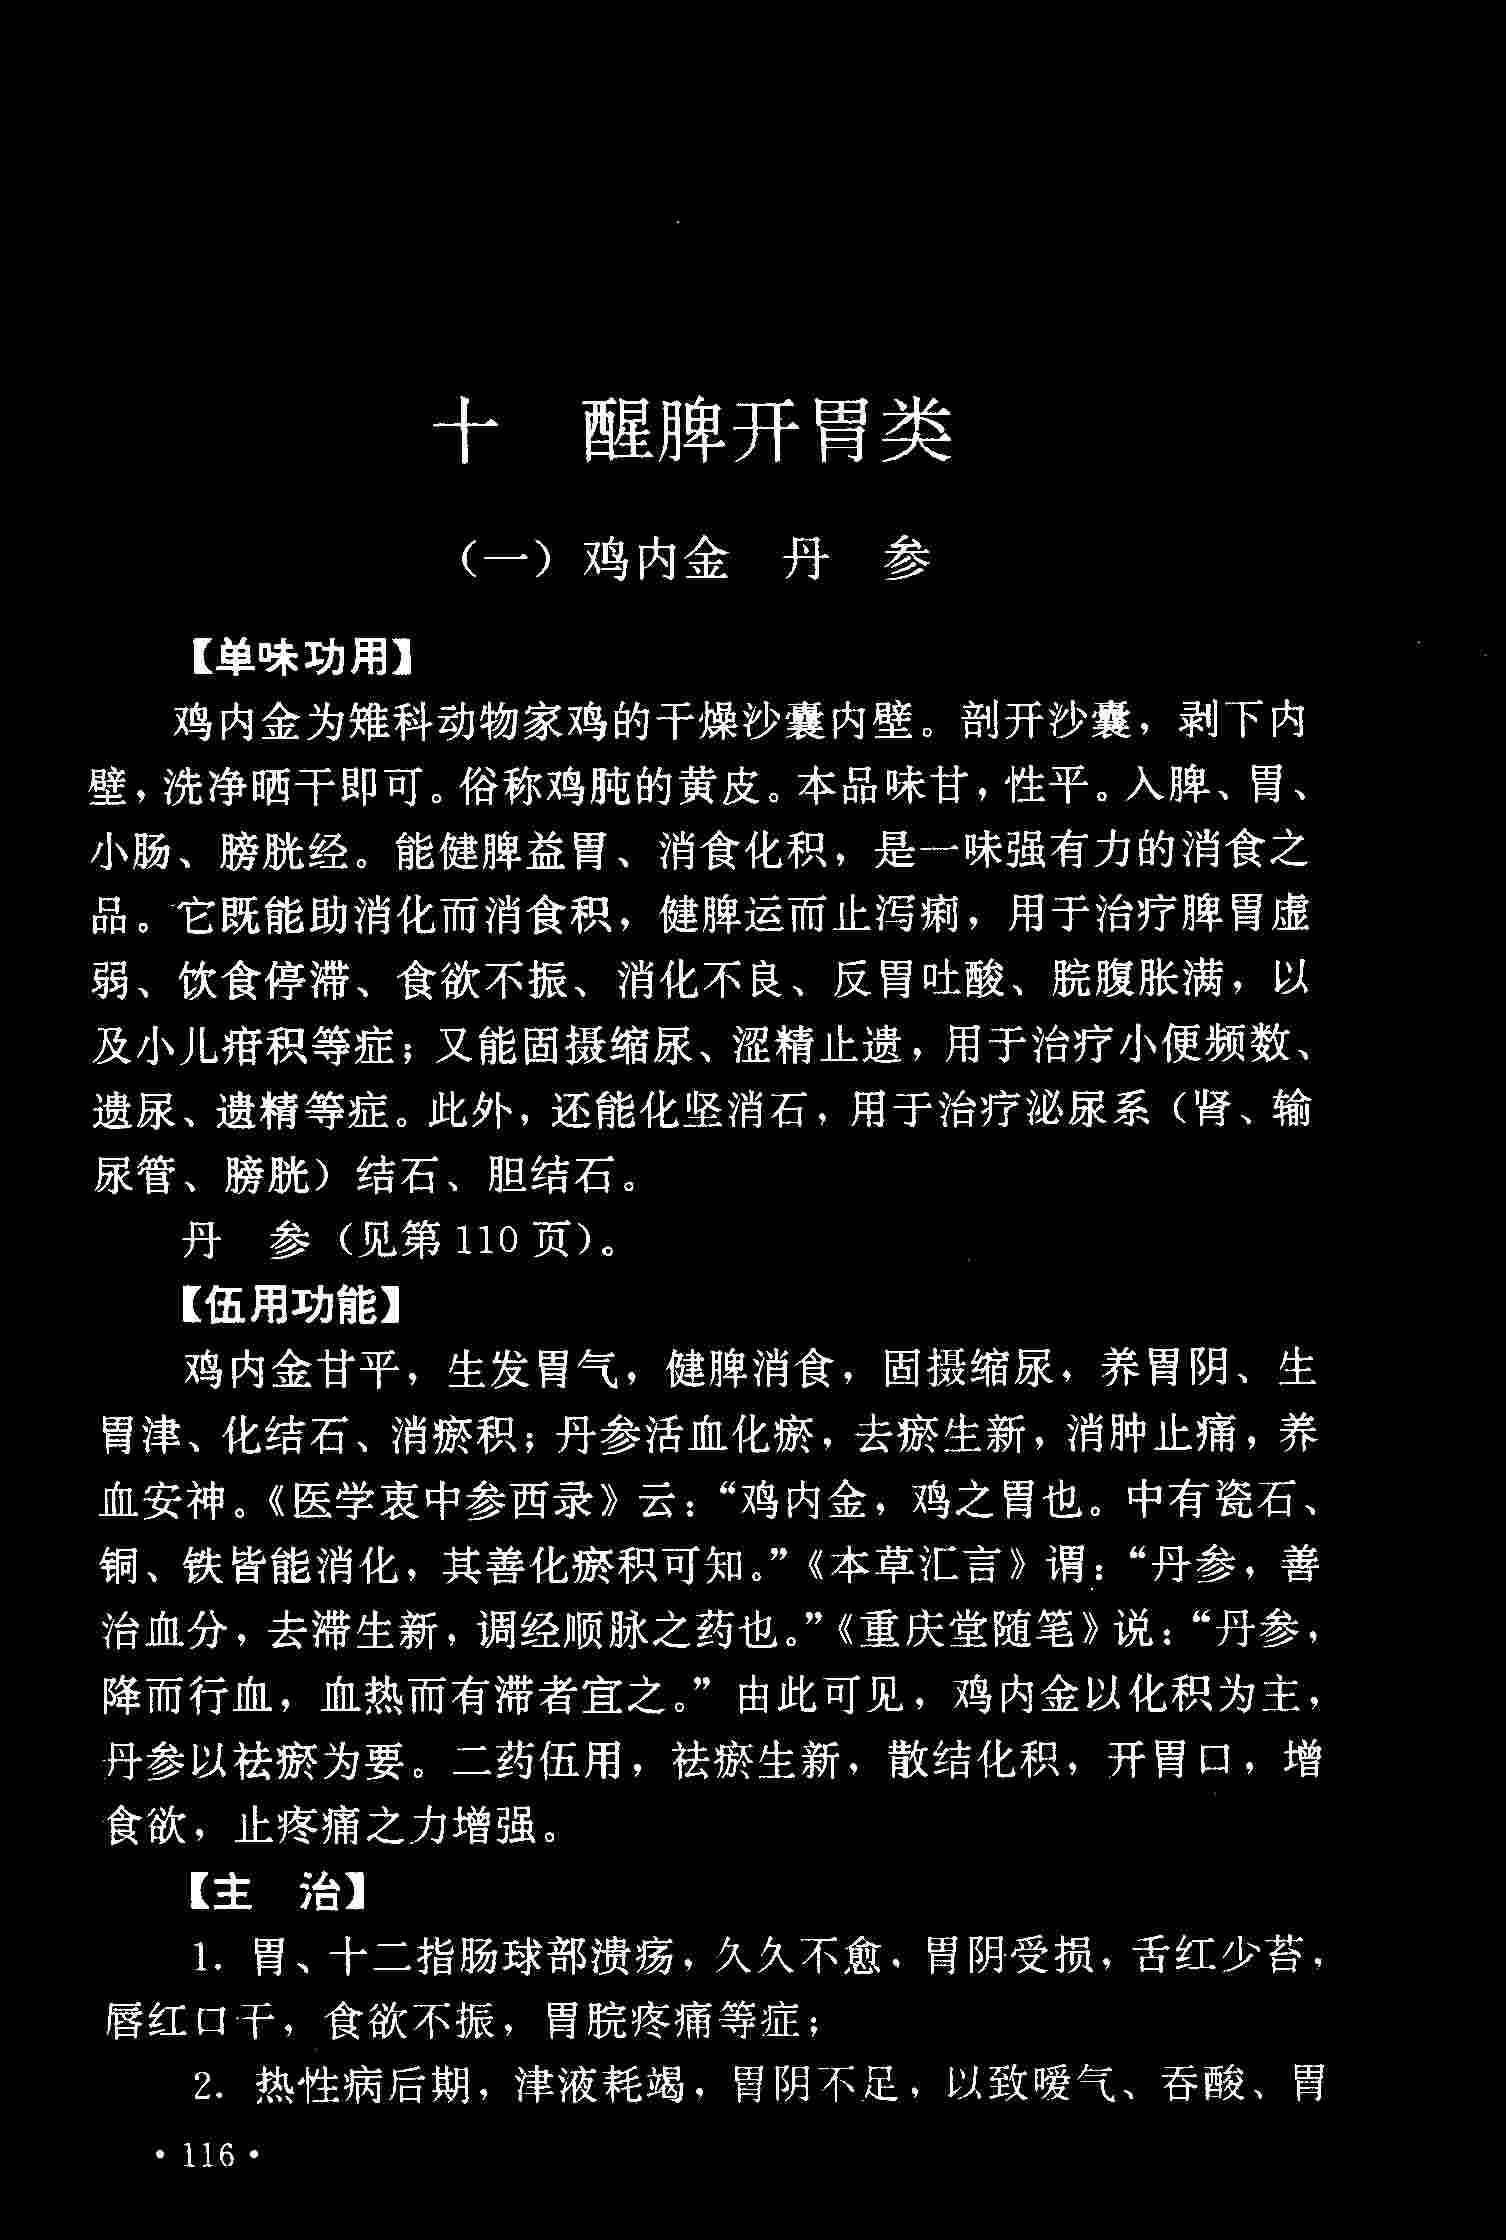 十 醒脾开胃类
（一）鸡内金 丹 参
【单味功用】
鸡内金为雉科动物家鸡的干燥沙囊内壁。剖开沙囊，剥下内
壁，洗净晒干即可。俗称鸡肫的黄皮。本品味甘，性平。入脾、胃、
小肠、膀胱经。能健脾益胃、消食化积，是一味强有力的消食之
品。它既能助消化而消食积，健脾运而止泻痢，用于治疗脾胃虚
弱、饮食停滞、食欲不振、消化不良、反胃吐酸、脘腹胀满，以
及小儿疳积等症；又能固摄缩尿、涩精止遗，用于治疗小便频数、
遗尿、遗精等症。此外，还能化坚消石，用于治疗泌尿系（肾、输
尿管、膀胱）结石、胆结石。
丹 参（见第 110 页）。
【伍用功能】
鸡内金甘平，生发胃气，健脾消食，固摄缩尿，养胃阴、生
胃津、化结石、消瘀积；丹参活血化瘀，去瘀生新，消肿止痛，养
血安神。《医学衷中参西录》云：“鸡内金，鸡之胃也。中有瓷石、
铜、铁皆能消化，其善化瘀积可知。”《本草汇言》谓：“丹参，善
治血分，去滞生新，调经顺脉之药也。”《重庆堂随笔》说：“丹参，
降而行血，血热而有滞者宜之。”由此可见，鸡内金以化积为主，
丹参以祛瘀为要。二药伍用，祛瘀生新，散结化积，开胃口，增
食欲，止疼痛之力增强。
【主 治】
1. 胃、十二指肠球部溃疡，久久不愈，胃阴受损，舌红少苔，
唇红口干，食欲不振，胃脘疼痛等症；
2. 热性病后期，津液耗竭，胃阴不足，以致嗳气、吞酸、胃
·116·